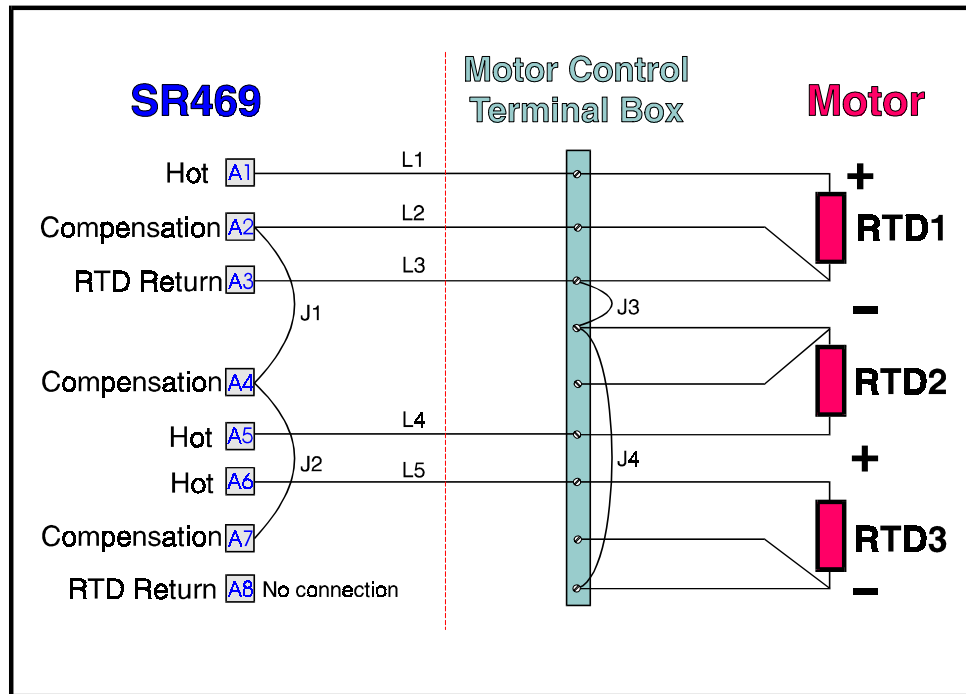 SR469
Motor Control
Terminal Box
Motor
Hot A1 L1 +
RTD1
Compensation A2 L2
RTD Return A3 L3
J1 J3 –
Compensation A4
RTD2
Hot A5 L4
J2 J4 +
Hot A6 L5
Compensation A7
RTD3
RTD Return A8 No connection –